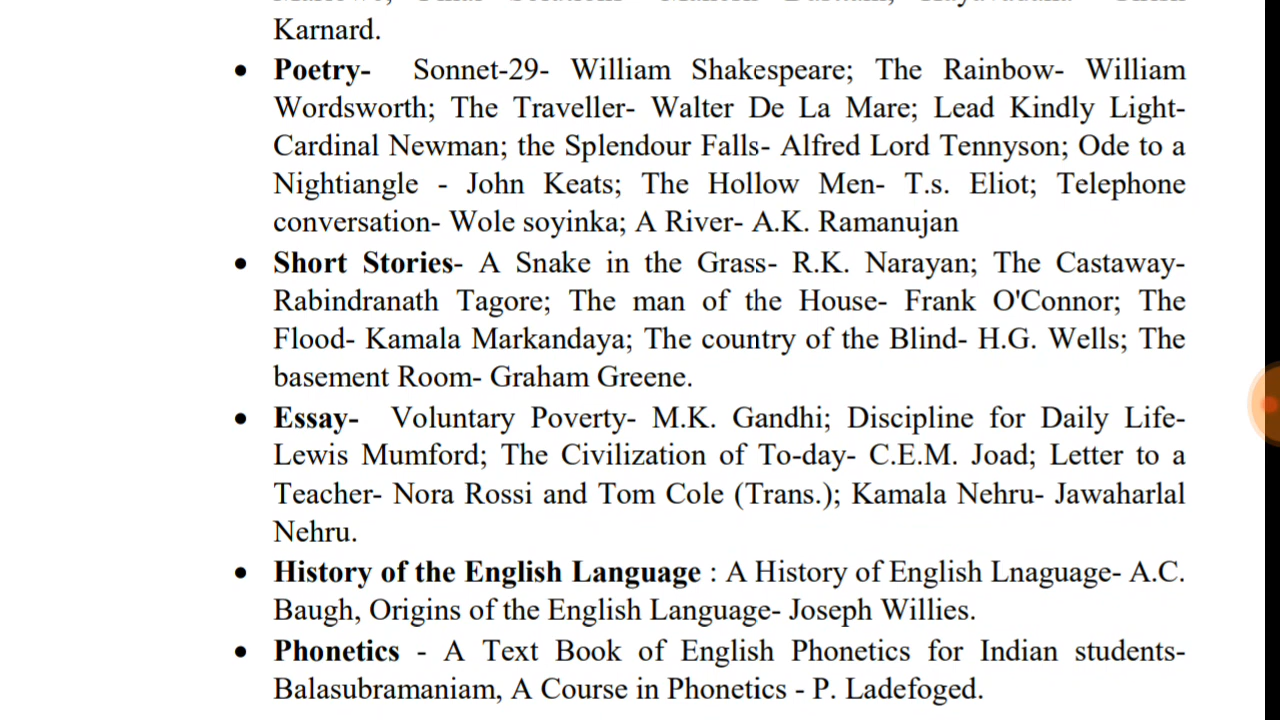 Karnard.
• Poetry- Sonnet-29- William Shakespeare; The Rainbow- William
Wordsworth; The Traveller- Walter De La Mare; Lead Kindly Light-
Cardinal Newman; the Splendour Falls- Alfred Lord Tennyson; Ode to a
Nightiangle - John Keats; The Hollow Men- T.s. Eliot; Telephone
conversation- Wole soyinka; A River- A.K. Ramanujan
• Short Stories- A Snake in the Grass- R.K. Narayan; The Castaway-
Rabindranath Tagore; The man of the House- Frank O'Connor; The
Flood- Kamala Markandaya; The country of the Blind- H.G. Wells; The
basement Room- Graham Greene.
• Essay- Voluntary Poverty- M.K. Gandhi; Discipline for Daily Life-
Lewis Mumford; The Civilization of To-day- C.E.M. Joad; Letter to a
Teacher- Nora Rossi and Tom Cole (Trans.); Kamala Nehru- Jawaharlal
Nehru.
• History of the English Language : A History of English Lnaguage- A.C.
Baugh, Origins of the English Language- Joseph Willies.
• Phonetics - A Text Book of English Phonetics for Indian students-
Balasubramaniam, A Course in Phonetics - P. Ladefoged.